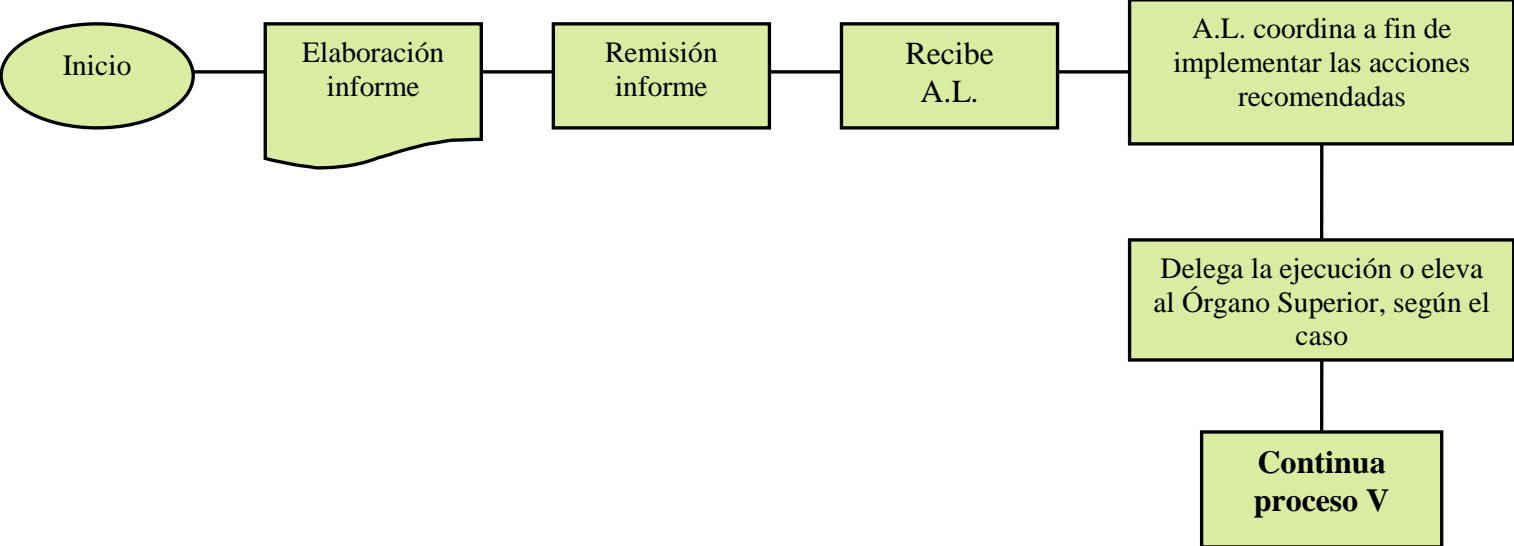 Inicio
Elaboración
informe
Remisión
informe
Recibe
A.L.
A.L. coordina a fin de
implementar las acciones
recomendadas
Delega la ejecución o eleva
al Órgano Superior, según el
caso
Continua
proceso V